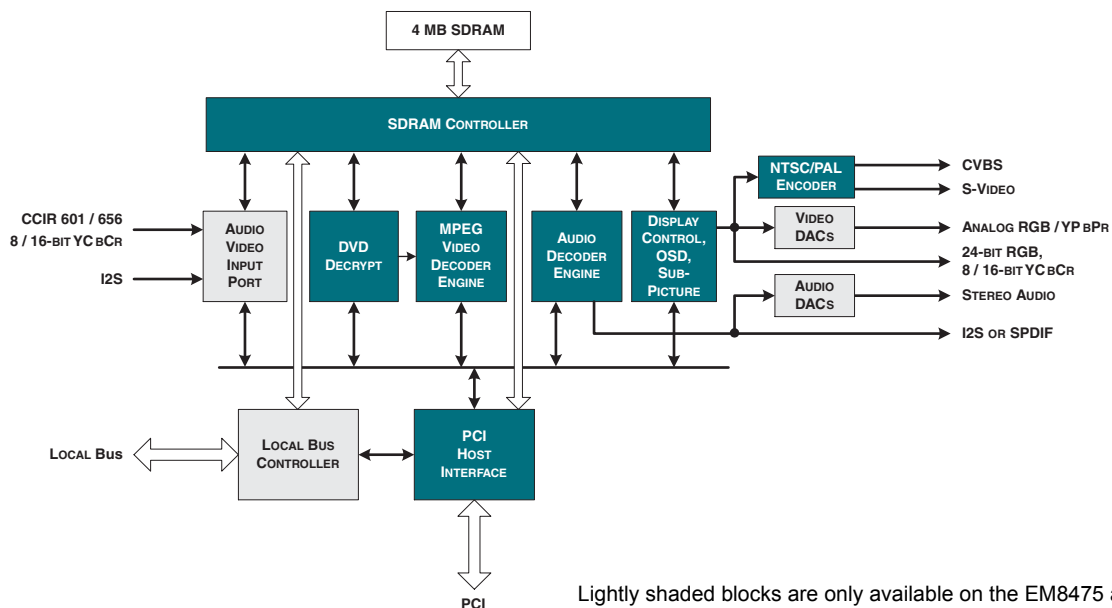 4 MB SDRAM
SDRAM CONTROLLER
CCIR 601 / 656
8 / 16-BIT YCBCR
I2S
AUDIO
VIDEO
INPUT
PORT
DVD
DECRYPT
MPEG
VIDEO
DECODER
ENGINE
AUDIO
DECODER
ENGINE
DISPLAY
CONTROL,
OSD,
SUB-
PICTURE
NTSC/PAL
ENCODER
VIDEO
DACS
AUDIO
DACS
CVBS
S-VIDEO
ANALOG RGB / YPBPR
24-BIT RGB,
8 / 16-BIT YCBCR
STEREO AUDIO
I2S OR SPDIF
LOCAL BUS
LOCAL BUS
CONTROLLER
PCI
HOST
INTERFACE
PCI
Lightly shaded blocks are only available on the EM8475